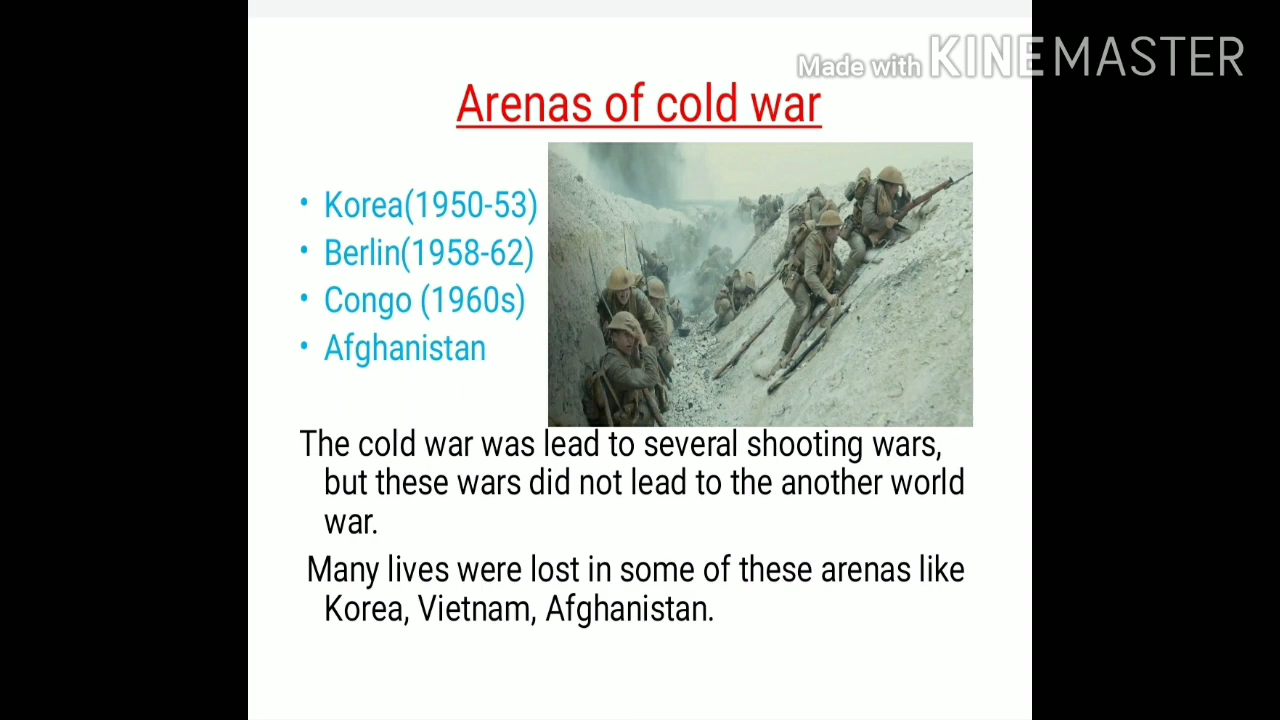 Made with KINEMASTER
Arenas of cold war
• Korea(1950-53)
• Berlin(1958-62)
• Congo (1960s)
• Afghanistan
The cold war was lead to several shooting wars,
but these wars did not lead to the another world
war.
Many lives were lost in some of these arenas like
Korea, Vietnam, Afghanistan.